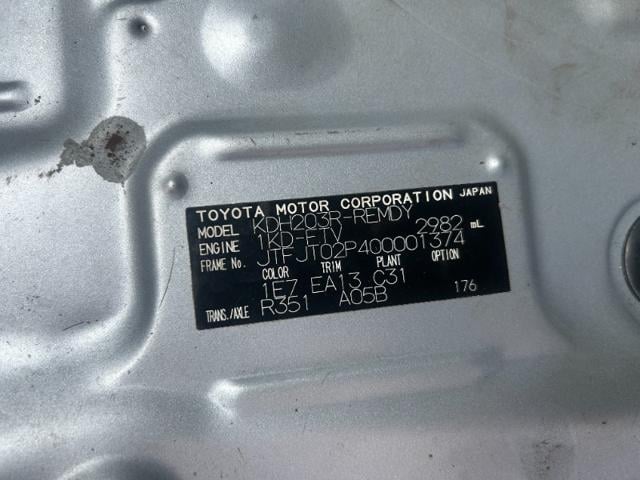 TOYOTA MOTOR CORPORATION JAPAN
MODEL KDH203R-REMDY
ENGINE 1KD-FTV 2982 mL
FRAME No. JTFJT02P400001374
COLOR TRIM PLANT OPTION
1E7 EA13 C31
TRANS./AXLE R351 A05B 176